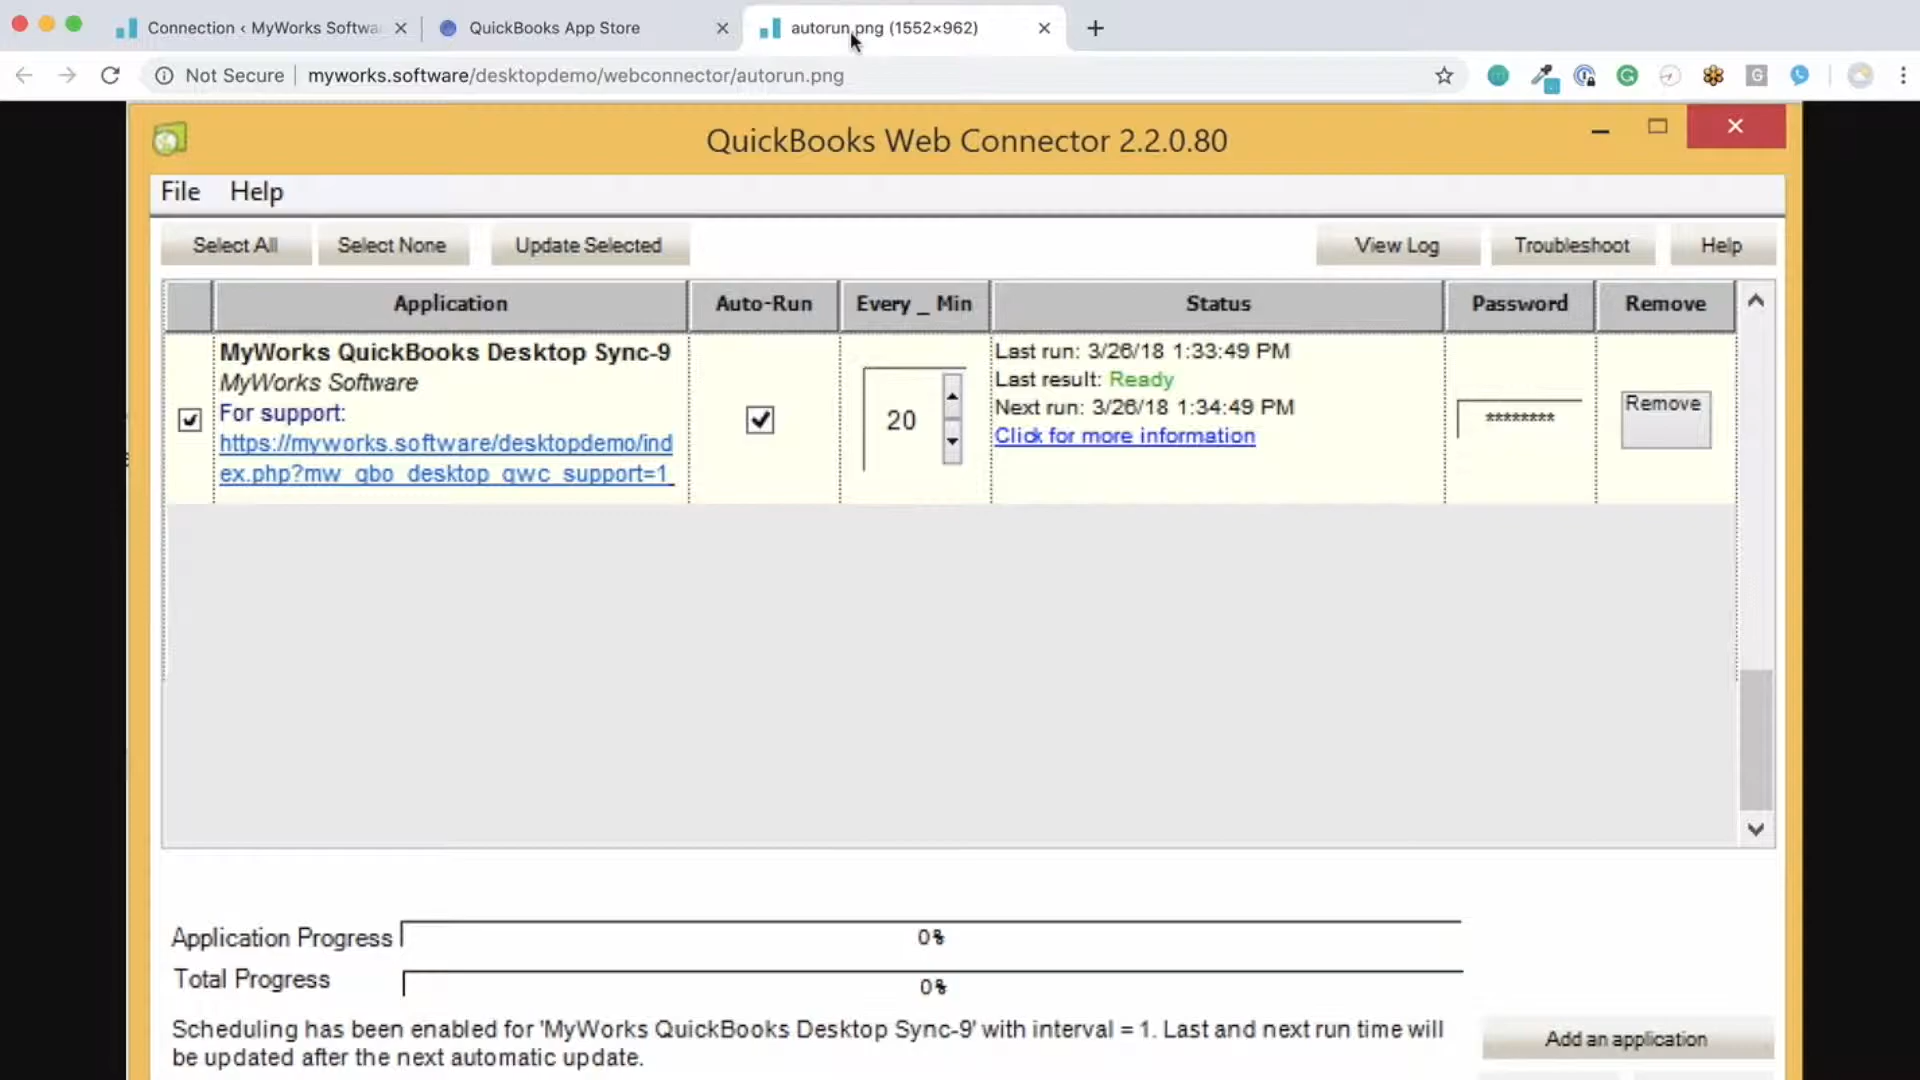 Connection ‹ MyWorks Softwa
QuickBooks App Store
autorun.png (1552×962)
Not Secure
myworks.software/desktopdemo/webconnector/autorun.png
QuickBooks Web Connector 2.2.0.80
File Help
Select All Select None Update Selected View Log Troubleshoot Help
Application Auto-Run Every _ Min Status Password Remove
MyWorks QuickBooks Desktop Sync-9
MyWorks Software
For support:
https://myworks.software/desktopdemo/ind
ex.php?mw_qbo_desktop_qwc_support=1
20
Last run: 3/26/18 1:33:49 PM
Last result: Ready
Next run: 3/26/18 1:34:49 PM
Click for more information
********
Remove
Application Progress 0%
Total Progress 0%
Scheduling has been enabled for 'MyWorks QuickBooks Desktop Sync-9' with interval = 1. Last and next run time will
be updated after the next automatic update.
Add an application